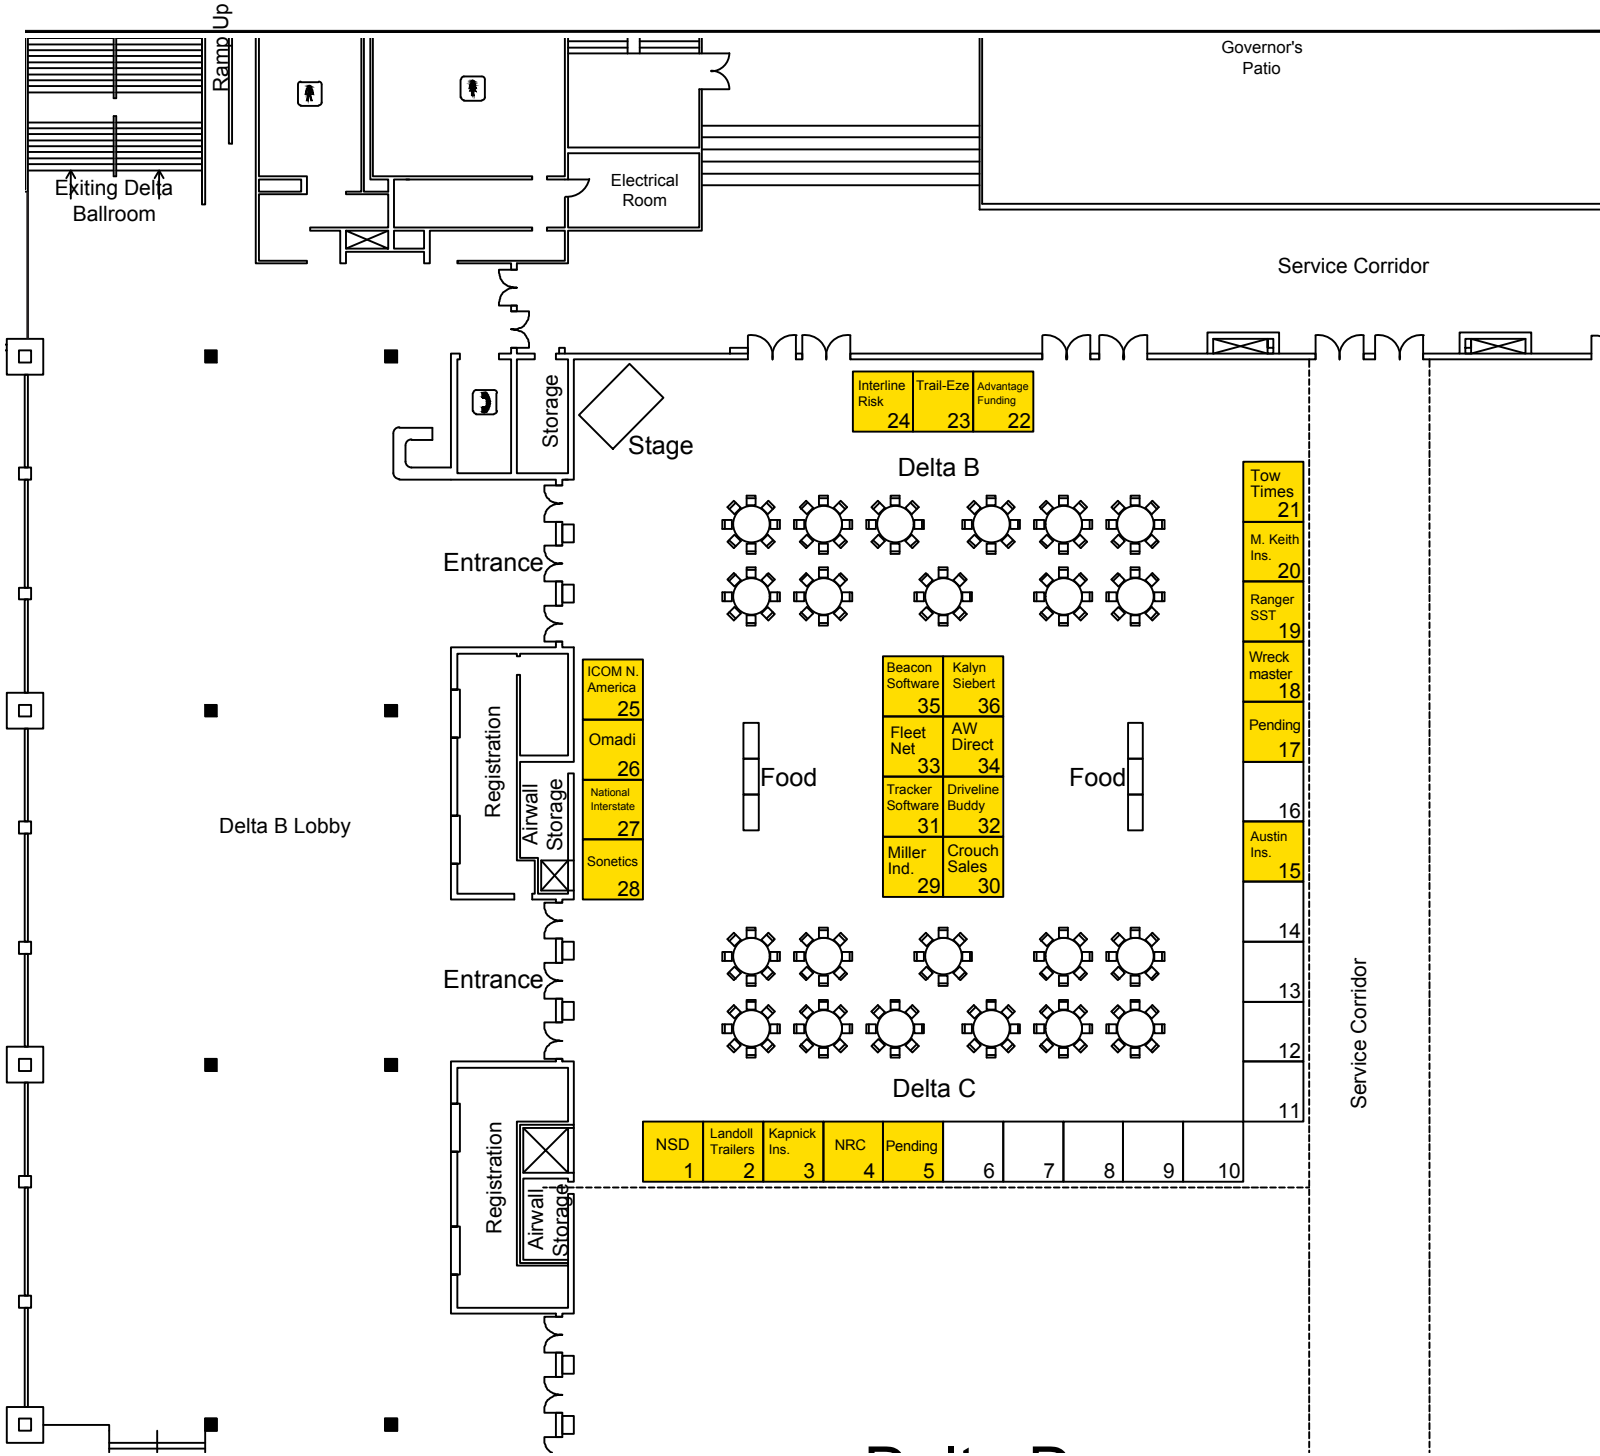 Ramp Up
Governor's
Patio
Exiting Delta
Ballroom
Electrical
Room
Service Corridor
Storage
Stage
Interline
Risk
24
Trail-Eze
23
Advantage
Funding
22
Delta B
Tow
Times
21
M. Keith
Ins.
20
Ranger
SST
19
Wreck
master
18
Pending
17
16
Austin
Ins.
15
14
13
12
11
Entrance
Registration
Airwall
Storage
ICOM N.
America
25
Omadi
26
National
Interstate
27
Sonetics
28
Beacon
Software
35
Kalyn
Siebert
36
Fleet
Net
33
AW
Direct
34
Tracker
Software
31
Driveline
Buddy
32
Miller
Ind.
29
Crouch
Sales
30
Food
Food
Delta B Lobby
Entrance
Service Corridor
Delta C
Registration
Airwall
Storage
NSD
1
Landoll
Trailers
2
Kapnick
Ins.
3
NRC
4
Pending
5
6
7
8
9
10